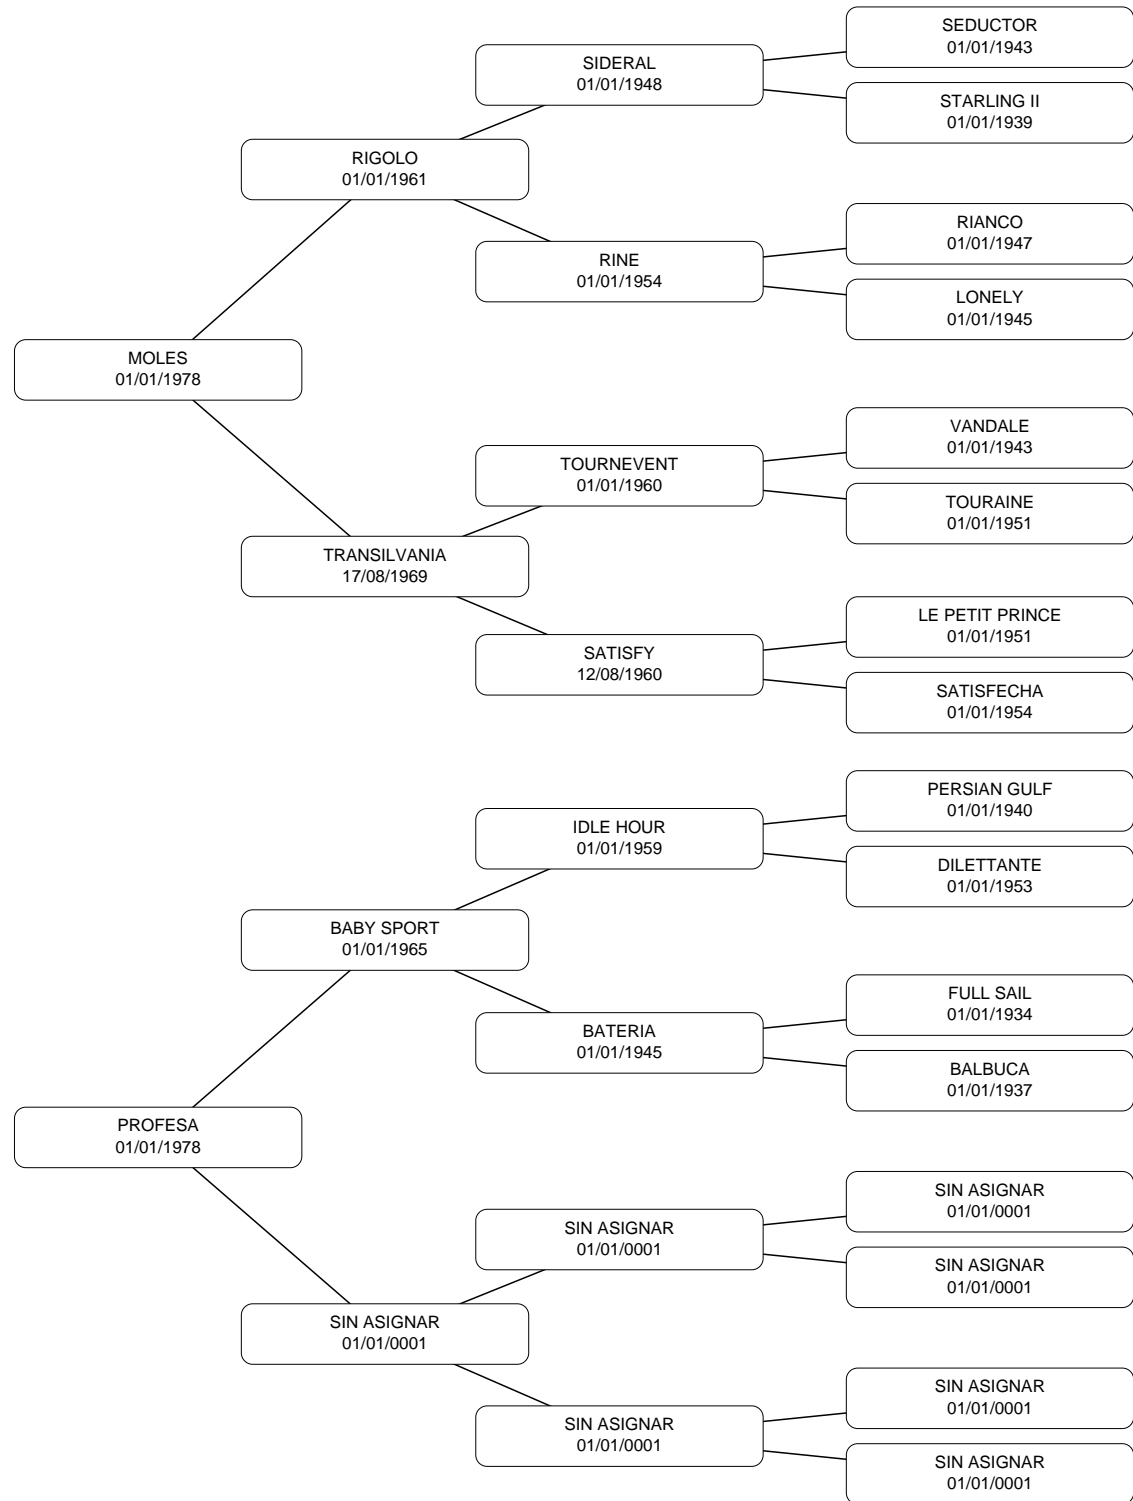 SEDUCTOR
01/01/1943
SIDERAL
01/01/1948
STARLING II
01/01/1939
RIGOLO
01/01/1961
RIANCO
01/01/1947
RINE
01/01/1954
LONELY
01/01/1945
MOLES
01/01/1978
VANDALE
01/01/1943
TOURNEVENT
01/01/1960
TOURAINE
01/01/1951
TRANSILVANIA
17/08/1969
LE PETIT PRINCE
01/01/1951
SATISFY
12/08/1960
SATISFECHA
01/01/1954
PERSIAN GULF
01/01/1940
IDLE HOUR
01/01/1959
DILETTANTE
01/01/1953
BABY SPORT
01/01/1965
FULL SAIL
01/01/1934
BATERIA
01/01/1945
BALBUCA
01/01/1937
PROFESA
01/01/1978
SIN ASIGNAR
01/01/0001
SIN ASIGNAR
01/01/0001
SIN ASIGNAR
01/01/0001
SIN ASIGNAR
01/01/0001
SIN ASIGNAR
01/01/0001
SIN ASIGNAR
01/01/0001
SIN ASIGNAR
01/01/0001